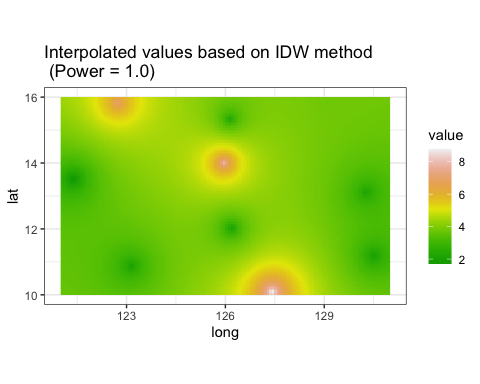 Interpolated values based on IDW method
(Power = 1.0)
value
8
6
4
2
16
14
12
10
lat
123
126
129
long